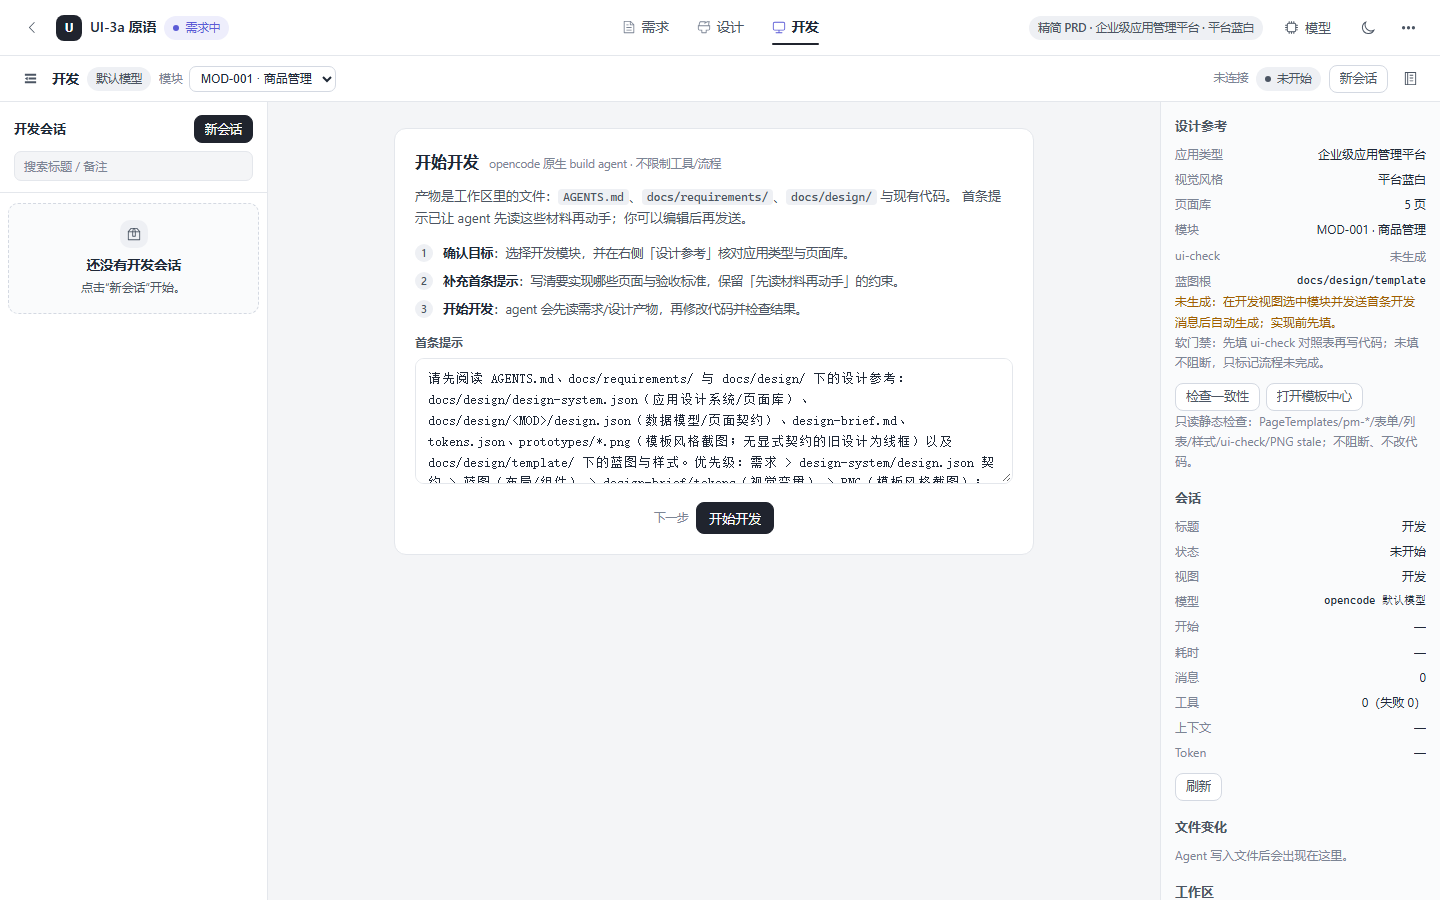 U UI-3a 原语 需求中 需求 设计 开发 精简 PRD · 企业级应用管理平台 · 平台蓝白 模型
开发 默认模型 模块 MOD-001 · 商品管理 未连接 未开始 新会话
开发会话 新会话
搜索标题 / 备注
还没有开发会话
点击“新会话”开始。
开始开发 opencode 原生 build agent · 不限制工具/流程
产物是工作区里的文件： AGENTS.md 、 docs/requirements/ 、 docs/design/ 与现有代码。 首条提
示已让 agent 先读这些材料再动手；你可以编辑后再发送。
1 确认目标：选择开发模块，并在右侧「设计参考」核对应用类型与页面库。
2 补充首条提示：写清要实现哪些页面与验收标准，保留「先读材料再动手」的约束。
3 开始开发：agent 会先读需求/设计产物，再修改代码并检查结果。
首条提示
请先阅读 AGENTS.md、docs/requirements/ 与 docs/design/ 下的设计参考：
docs/design/design-system.json（应用设计系统/页面库）、
docs/design/<MOD>/design.json（数据模型/页面契约）、design-brief.md、
tokens.json、prototypes/*.png（模板风格截图；无显式契约的旧设计为线框）以及
docs/design/template/ 下的蓝图与样式。优先级：需求 > design-system/design.json 契
约 > 蓝图（布局/组件） > design-brief/tokens（视觉变更） > PNG（模板风格截图）；
下一步 开始开发
设计参考
应用类型 企业级应用管理平台
视觉风格 平台蓝白
页面库 5 页
模块 MOD-001 · 商品管理
ui-check 未生成
蓝图根 docs/design/template
未生成：在开发视图选中模块并发送首条开发
消息后自动生成；实现前先填。
软门禁：先填 ui-check 对照表再写代码；未填
不阻断，只标记流程未完成。
检查一致性 打开模板中心
只读静态检查：PageTemplates/pm-*/表单/列
表/样式/ui-check/PNG stale；不阻断、不改代
码。
会话
标题 开发
状态 未开始
视图 开发
模型 opencode 默认模型
开始 —
耗时 —
消息 0
工具 0（失败 0）
上下文 —
Token —
刷新
文件变化
Agent 写入文件后会出现在这里。
工作区